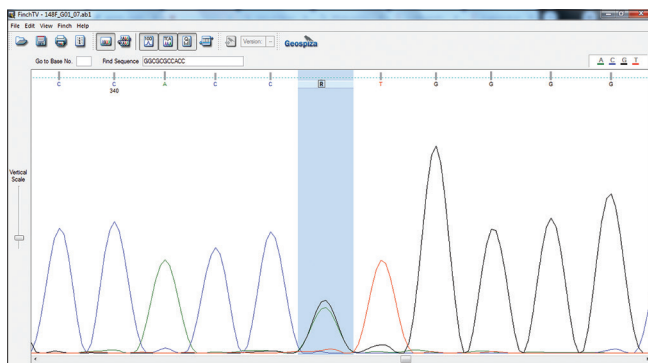 FinchTV - 148F_G01_07.ab1
File Edit View Finch Help
Version: Geospiza
Go to Base No. Find Sequence GGCGCGCCACC
A C G T
C C A C C R T G G G G
340
Vertical
Scale